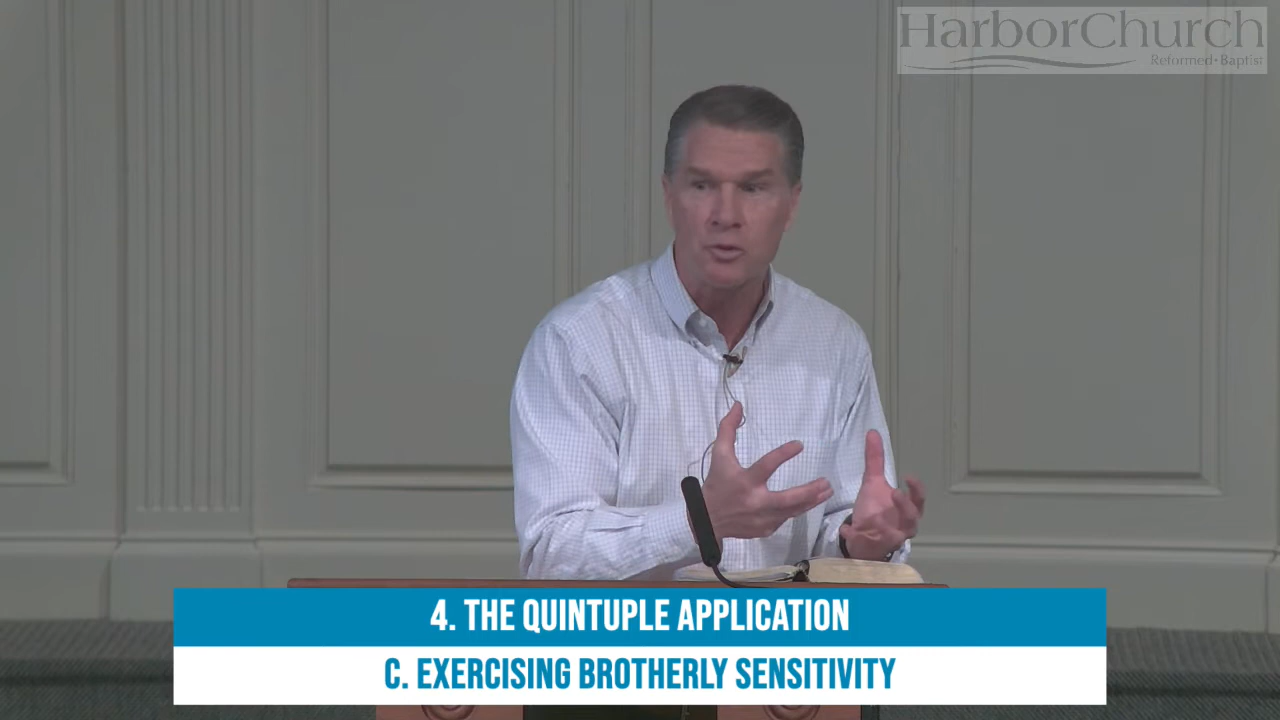 HarborChurch
Reformed•Baptist
4. THE QUINTUPLE APPLICATION
C. EXERCISING BROTHERLY SENSITIVITY